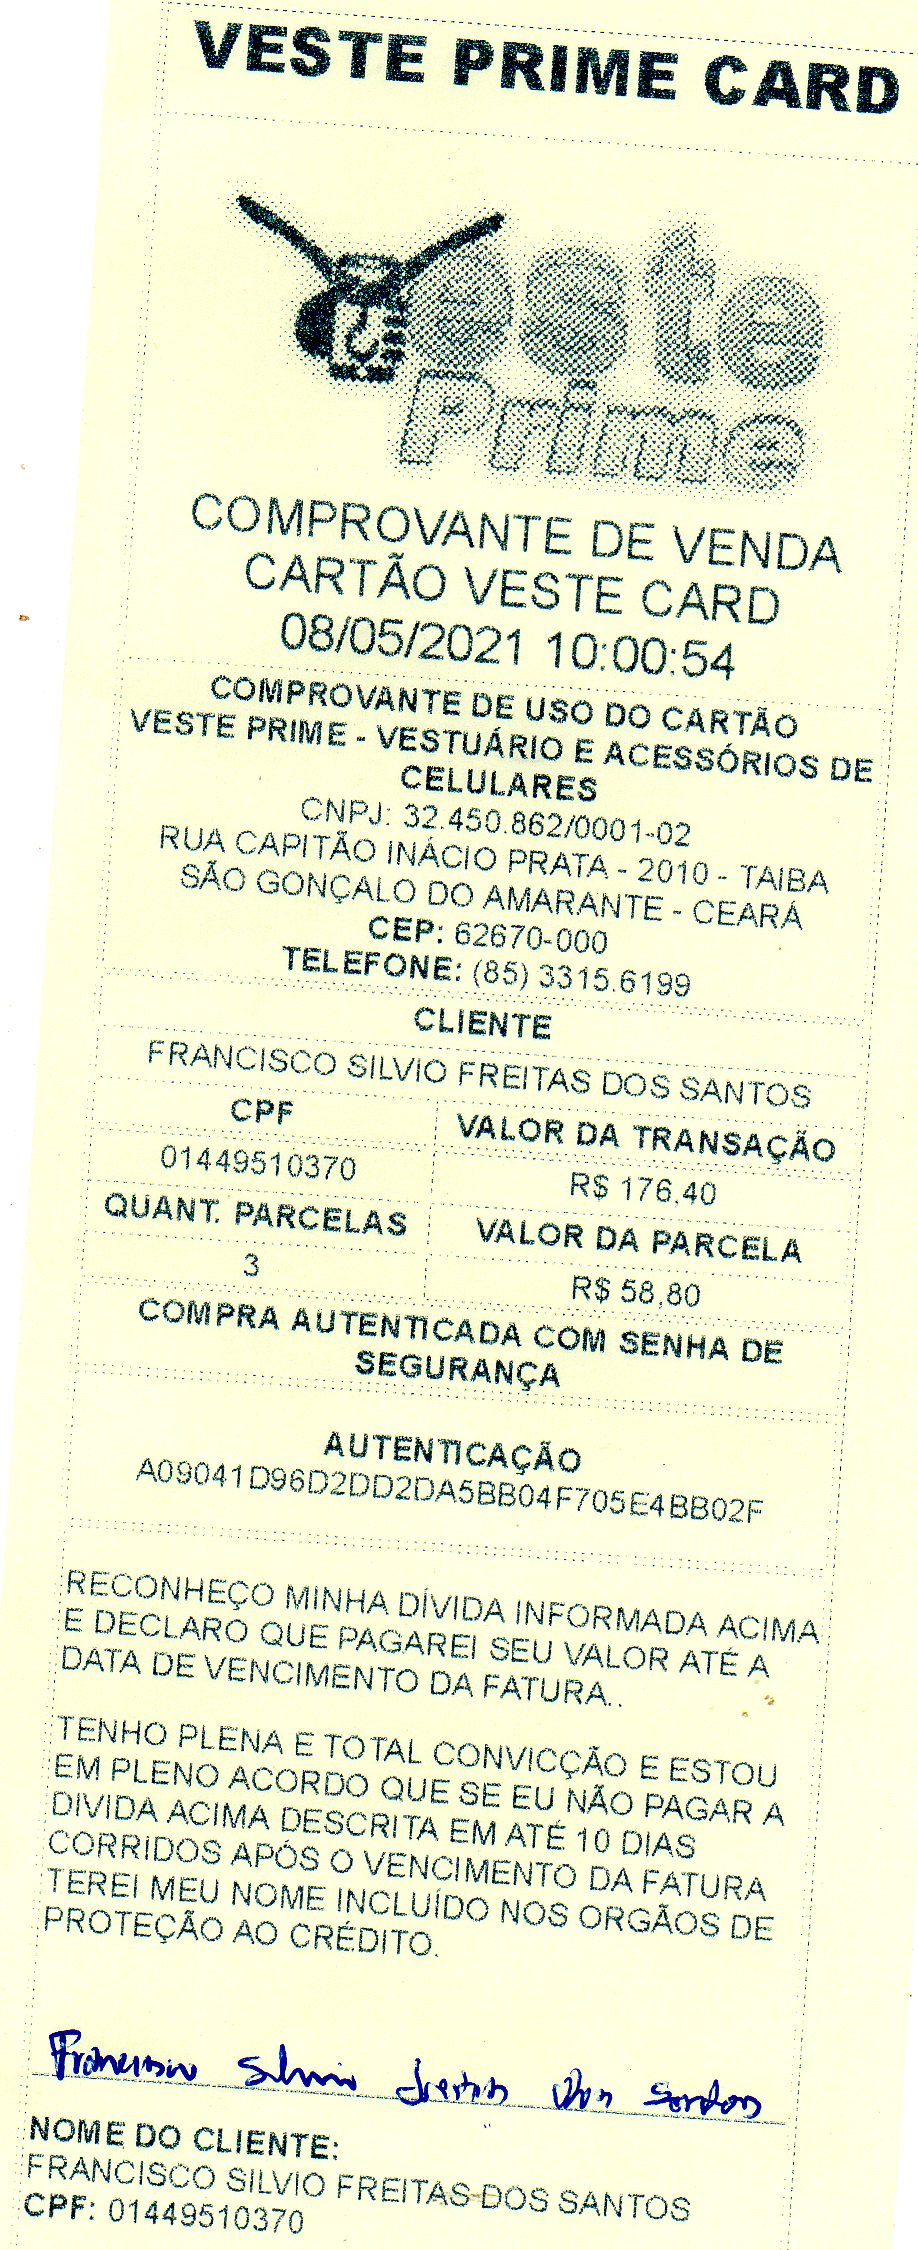 VESTE PRIME CARD
Veste
Prime
COMPROVANTE DE VENDA
CARTÃO VESTE CARD
08/05/2021 10:00:54
COMPROVANTE DE USO DO CARTÃO
VESTE PRIME - VESTUÁRIO E ACESSÓRIOS DE
CELULARES
CNPJ: 32.450.862/0001-02
RUA CAPITÃO INÁCIO PRATA - 2010 - TAIBA
SÃO GONÇALO DO AMARANTE - CEARÁ
CEP: 62670-000
TELEFONE: (85) 3315.6199
CLIENTE
FRANCISCO SILVIO FREITAS DOS SANTOS
CPF VALOR DA TRANSAÇÃO
01449510370 R$ 176,40
QUANT. PARCELAS VALOR DA PARCELA
3 R$ 58,80
COMPRA AUTENTICADA COM SENHA DE
SEGURANÇA
AUTENTICAÇÃO
A09041D96D2DD2DA5BB04F705E4BB02F
RECONHEÇO MINHA DÍVIDA INFORMADA ACIMA
E DECLARO QUE PAGAREI SEU VALOR ATÉ A
DATA DE VENCIMENTO DA FATURA..
TENHO PLENA E TOTAL CONVICÇÃO E ESTOU
EM PLENO ACORDO QUE SE EU NÃO PAGAR A
DIVIDA ACIMA DESCRITA EM ATÉ 10 DIAS
CORRIDOS APÓS O VENCIMENTO DA FATURA
TEREI MEU NOME INCLUÍDO NOS ORGÃOS DE
PROTEÇÃO AO CRÉDITO.
Francisco Silvio Freitas Dos Santos
NOME DO CLIENTE:
FRANCISCO SILVIO FREITAS DOS SANTOS
CPF: 01449510370